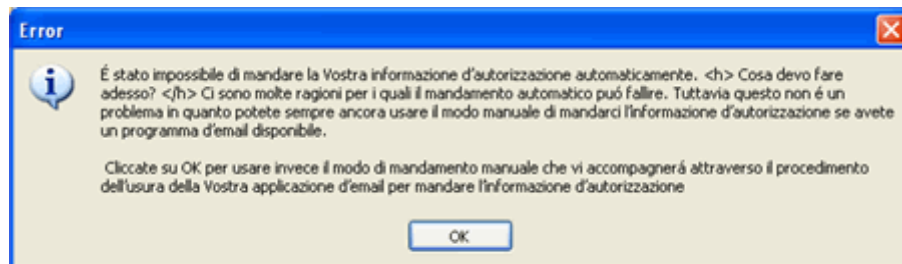 Error
É stato impossibile di mandare la Vostra informazione d'autorizzazione automaticamente. <h> Cosa devo fare
adesso? </h> Ci sono molte ragioni per i quali il mandamento automatico puó fallire. Tuttavia questo non é un
problema in quanto potete sempre ancora usare il modo manuale di mandarci l'informazione d'autorizzazione se avete
un programma d'email disponibile.
Cliccate su OK per usare invece il modo di mandamento manuale che vi accompagnerá attraverso il procedimento
dell'usura della Vostra applicazione d'email per mandare l'informazione d'autorizzazione
OK